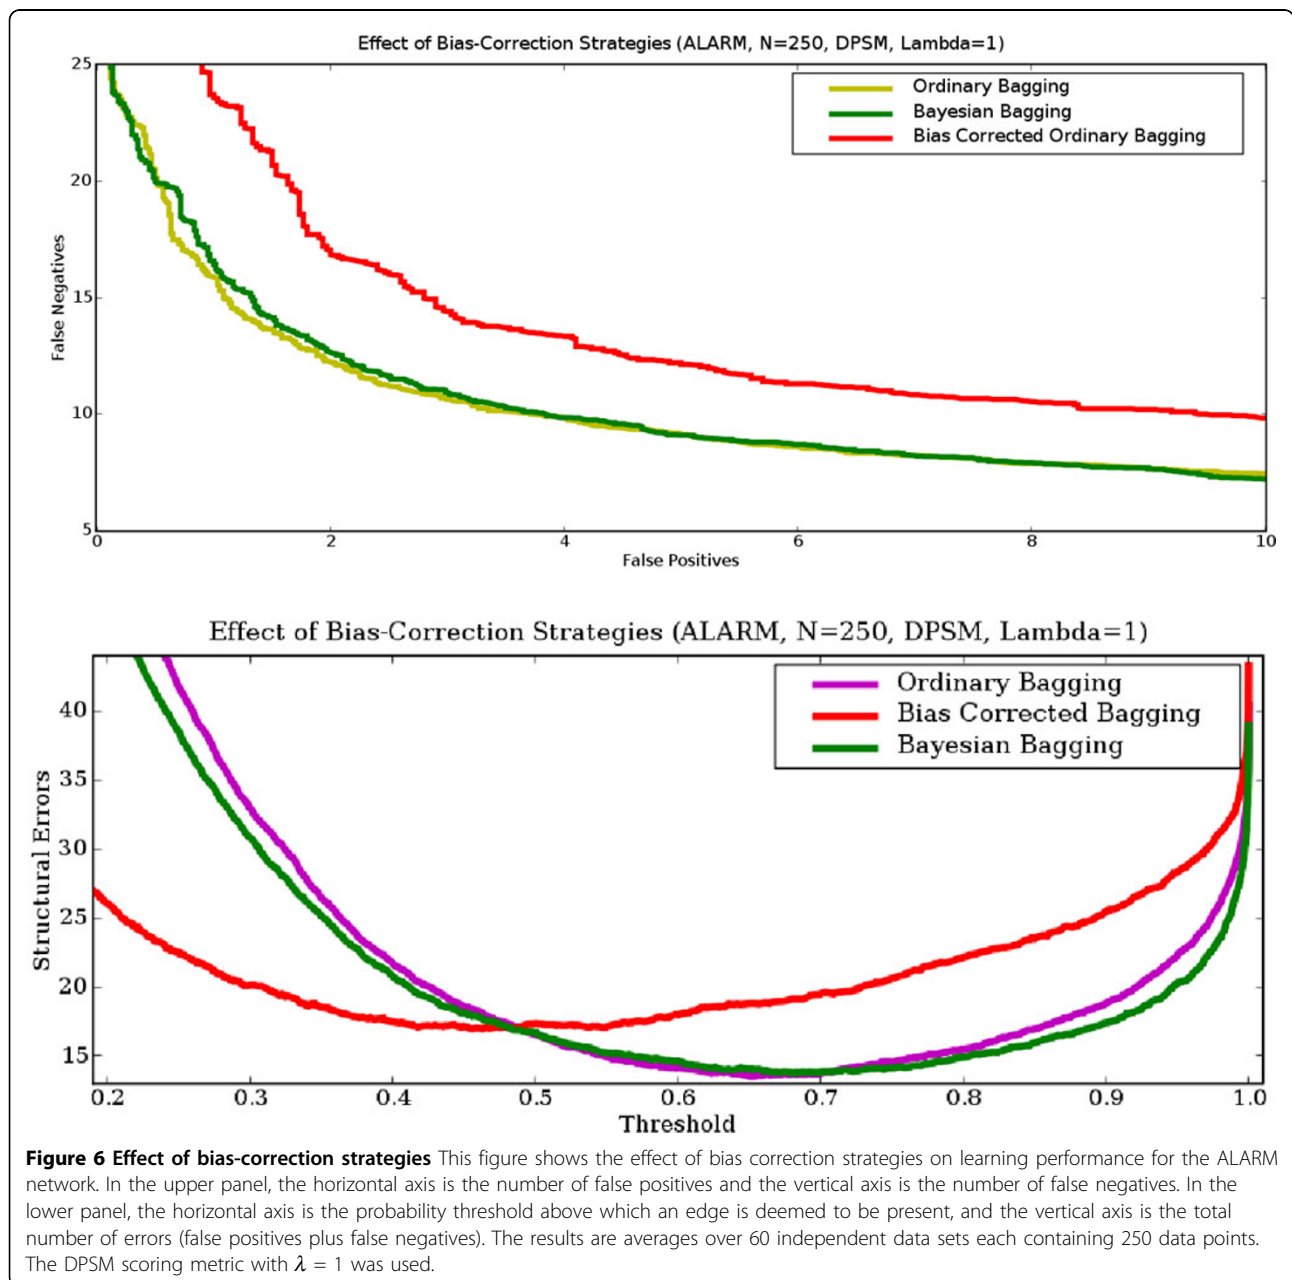 Effect of Bias-Correction Strategies (ALARM, N=250, DPSM, Lambda=1)
Ordinary Bagging
Bayesian Bagging
Bias Corrected Ordinary Bagging
False Negatives
25
20
15
10
5
0 2 4 6 8 10
False Positives
Effect of Bias-Correction Strategies (ALARM, N=250, DPSM, Lambda=1)
Ordinary Bagging
Bias Corrected Bagging
Bayesian Bagging
Structural Errors
40
35
30
25
20
15
0.2 0.3 0.4 0.5 0.6 0.7 0.8 0.9 1.0
Threshold
Figure 6 Effect of bias-correction strategies This figure shows the effect of bias correction strategies on learning performance for the ALARM
network. In the upper panel, the horizontal axis is the number of false positives and the vertical axis is the number of false negatives. In the
lower panel, the horizontal axis is the probability threshold above which an edge is deemed to be present, and the vertical axis is the total
number of errors (false positives plus false negatives). The results are averages over 60 independent data sets each containing 250 data points.
The DPSM scoring metric with λ = 1 was used.